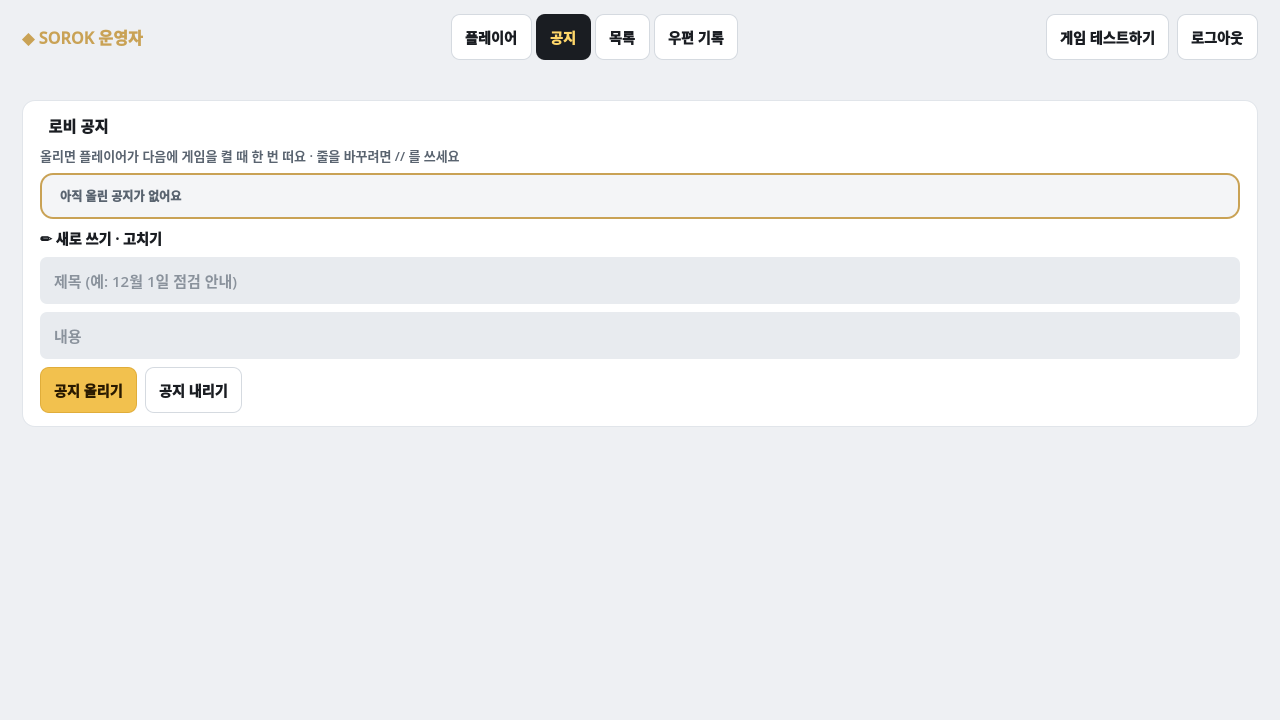 ◆ SOROK 운영자
플레이어
공지
목록
우편 기록
게임 테스트하기
로그아웃
로비 공지
올리면 플레이어가 다음에 게임을 켤 때 한 번 떠요 · 줄을 바꾸려면 // 를 쓰세요
아직 올린 공지가 없어요
✏ 새로 쓰기 · 고치기
제목 (예: 12월 1일 점검 안내)
내용
공지 올리기
공지 내리기